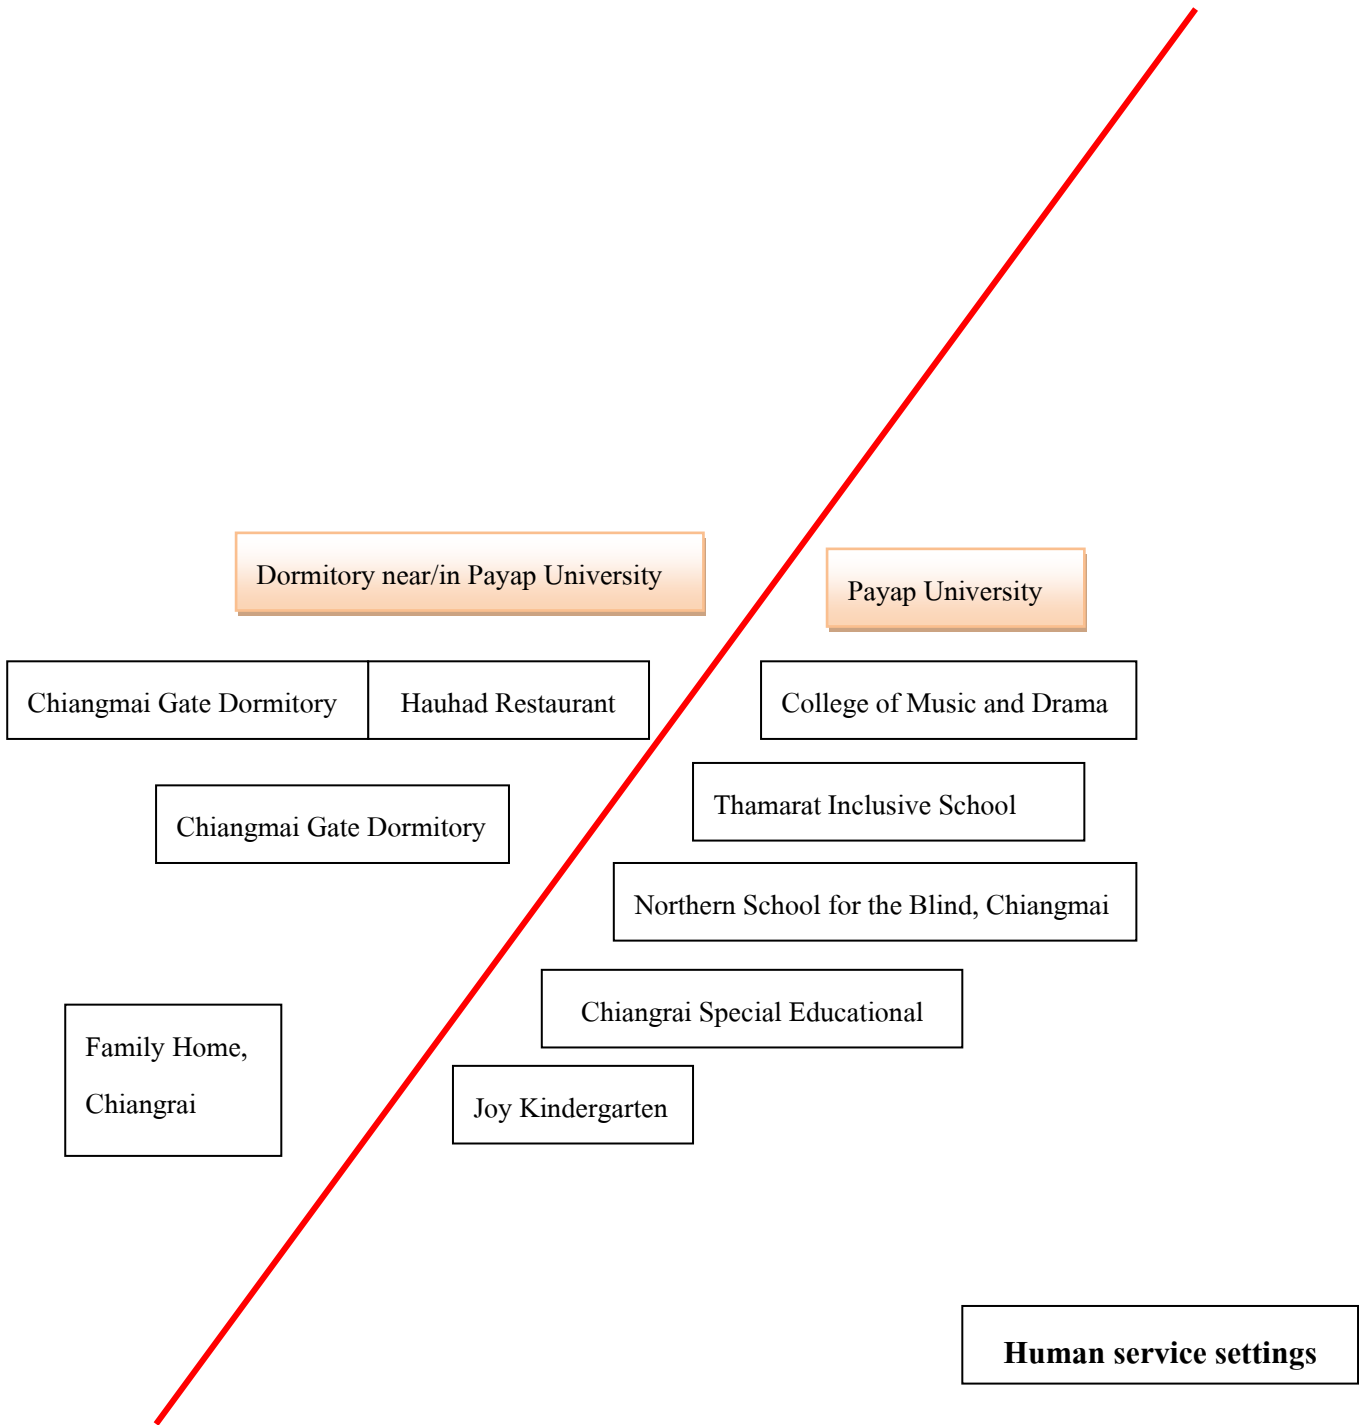 Dormitory near/in Payap University
Payap University
Chiangmai Gate Dormitory
Hauhad Restaurant
College of Music and Drama
Thamarat Inclusive School
Chiangmai Gate Dormitory
Northern School for the Blind, Chiangmai
Chiangrai Special Educational
Family Home,
Chiangrai
Joy Kindergarten
Human service settings